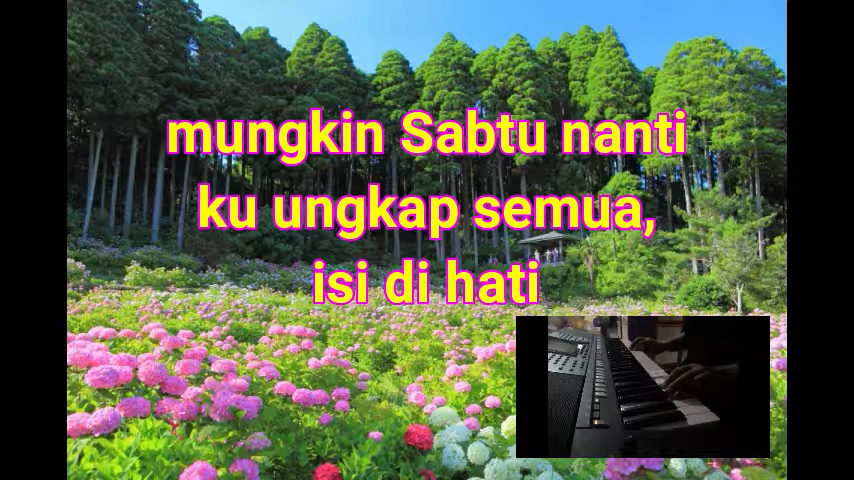 mungkin Sabtu nanti
ku ungkap semua,
isi di hati